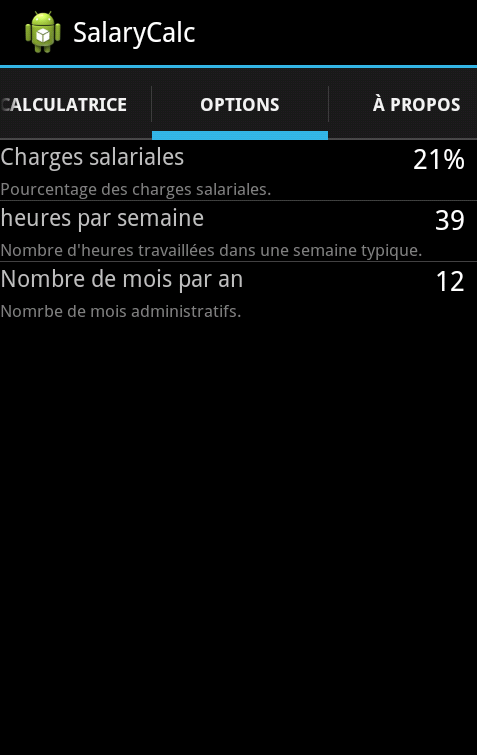 SalaryCalc
CALCULATRICE OPTIONS À PROPOS
Charges salariales 21%
Pourcentage des charges salariales.
heures par semaine 39
Nombre d'heures travaillées dans une semaine typique.
Nombre de mois par an 12
Nomrbe de mois administratifs.